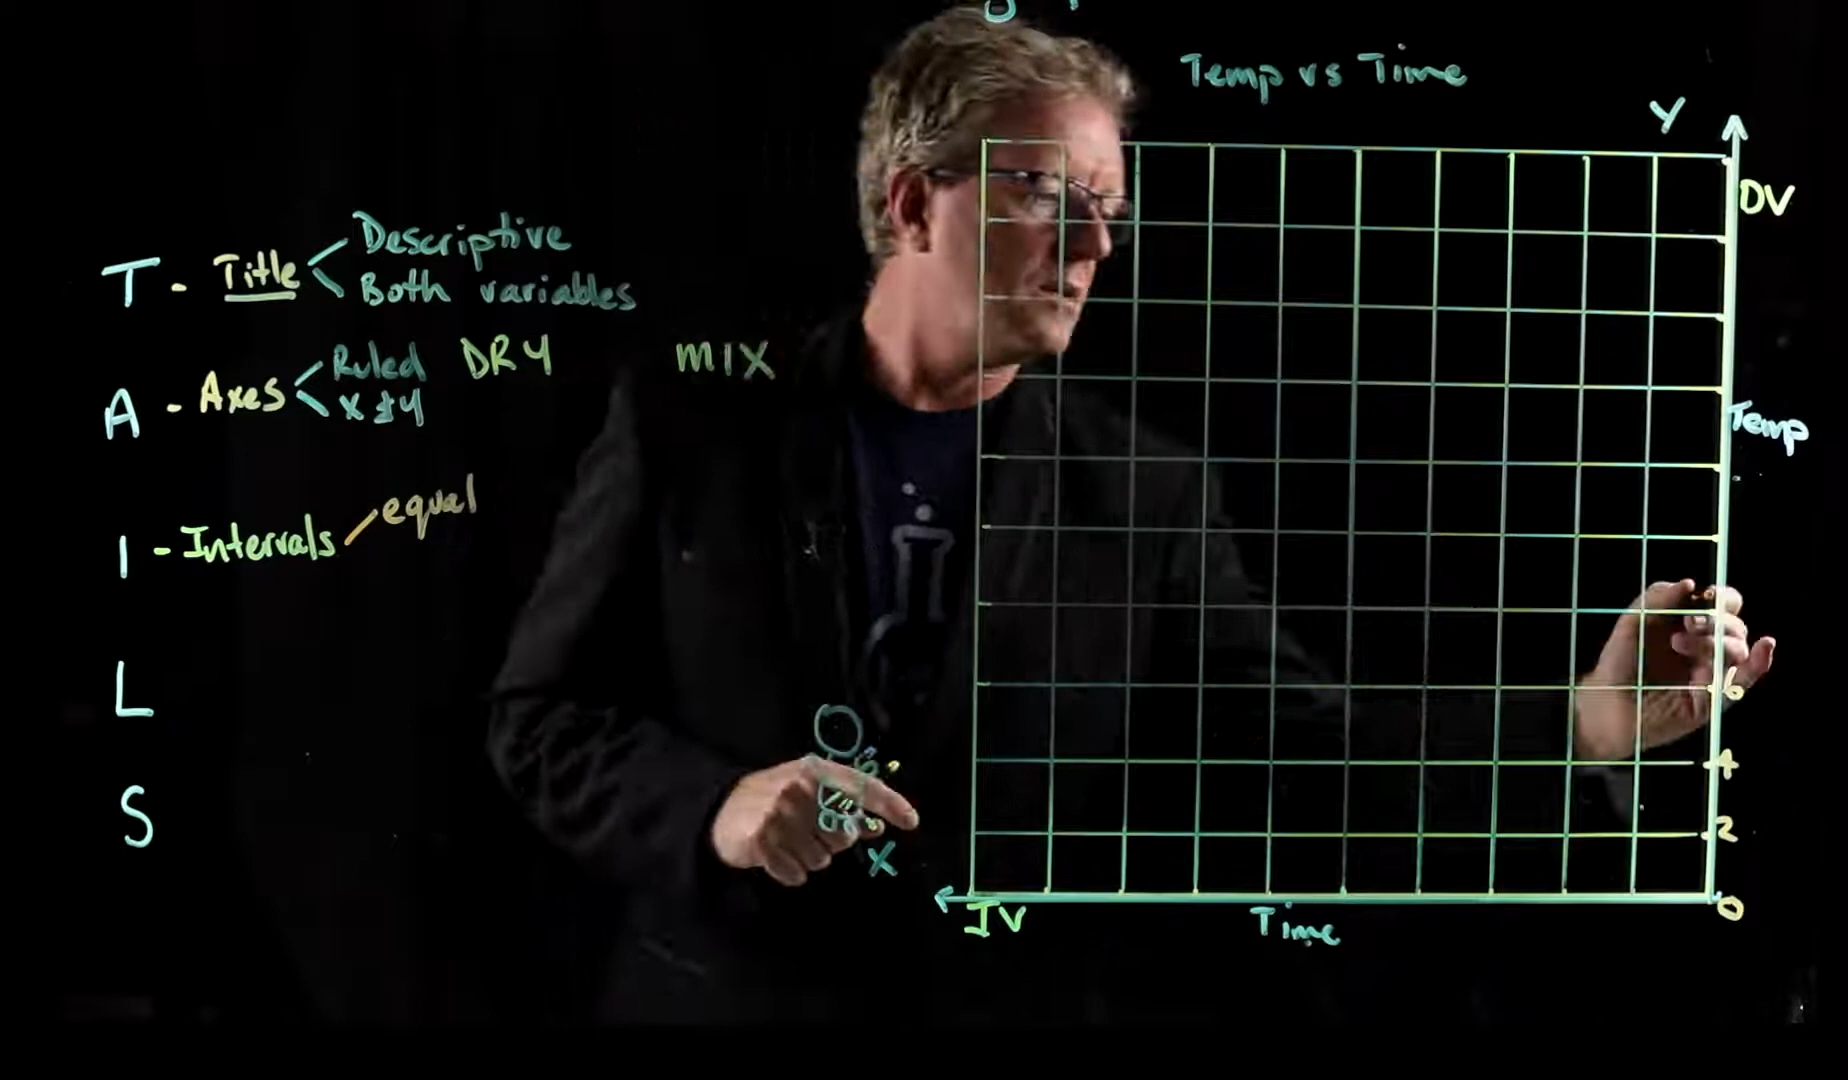 Temp vs Time
Y
DV
T - Title
Descriptive
Both variables
A - Axes
Ruled
X & Y
DRY
MIX
Temp
I - Intervals
equal
L
S
6
4
2
0
X
IV
Time